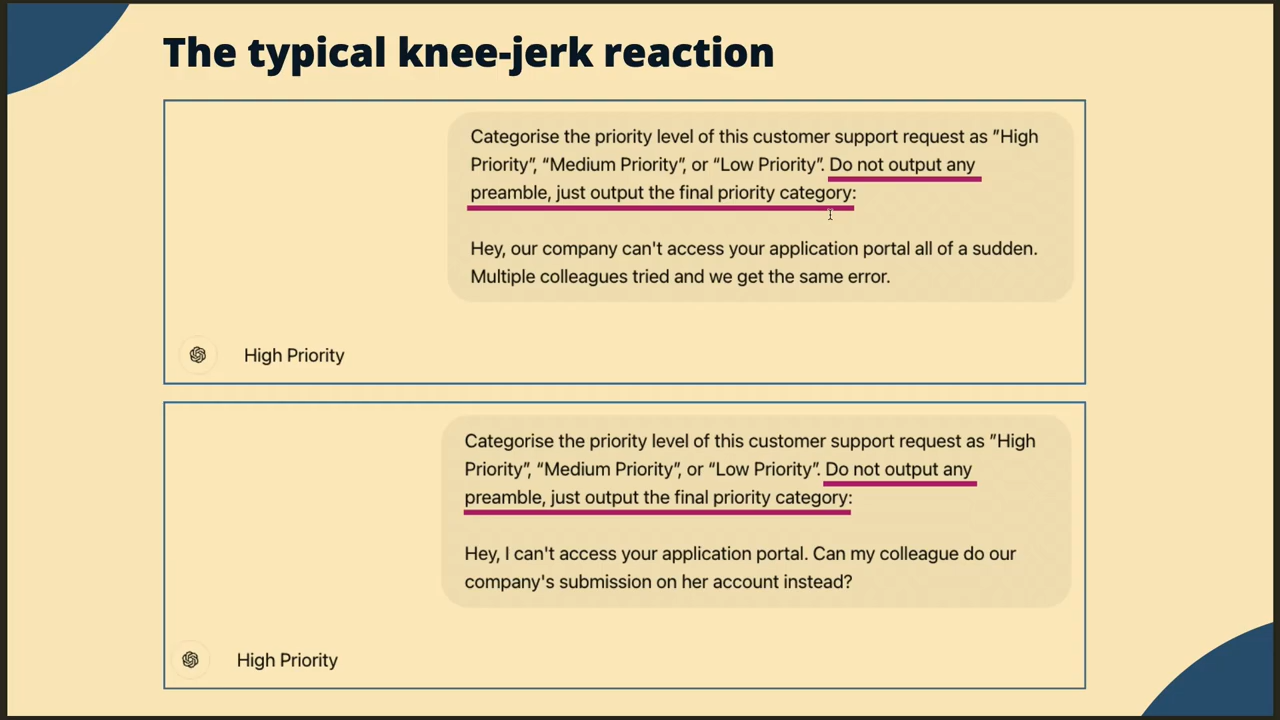 The typical knee-jerk reaction
Categorise the priority level of this customer support request as ”High
Priority”, “Medium Priority”, or “Low Priority”. Do not output any
preamble, just output the final priority category:
Hey, our company can't access your application portal all of a sudden.
Multiple colleagues tried and we get the same error.
High Priority
Categorise the priority level of this customer support request as ”High
Priority”, “Medium Priority”, or “Low Priority”. Do not output any
preamble, just output the final priority category:
Hey, I can't access your application portal. Can my colleague do our
company's submission on her account instead?
High Priority